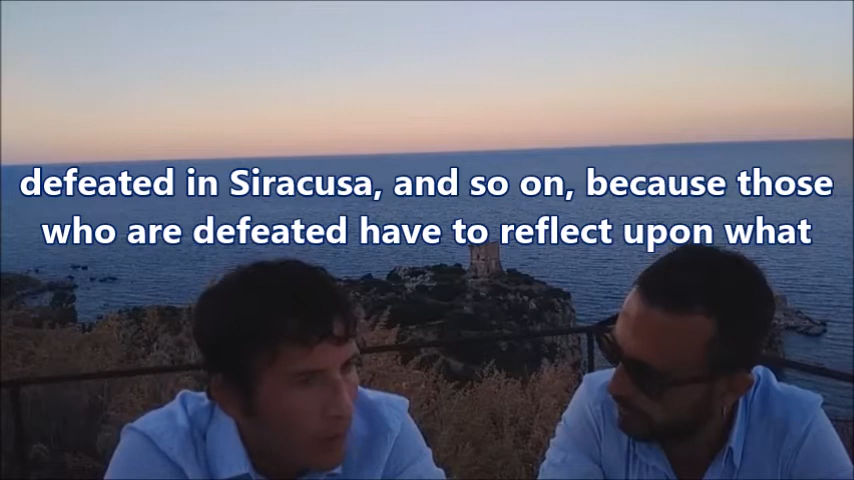 defeated in Siracusa, and so on, because those
who are defeated have to reflect upon what